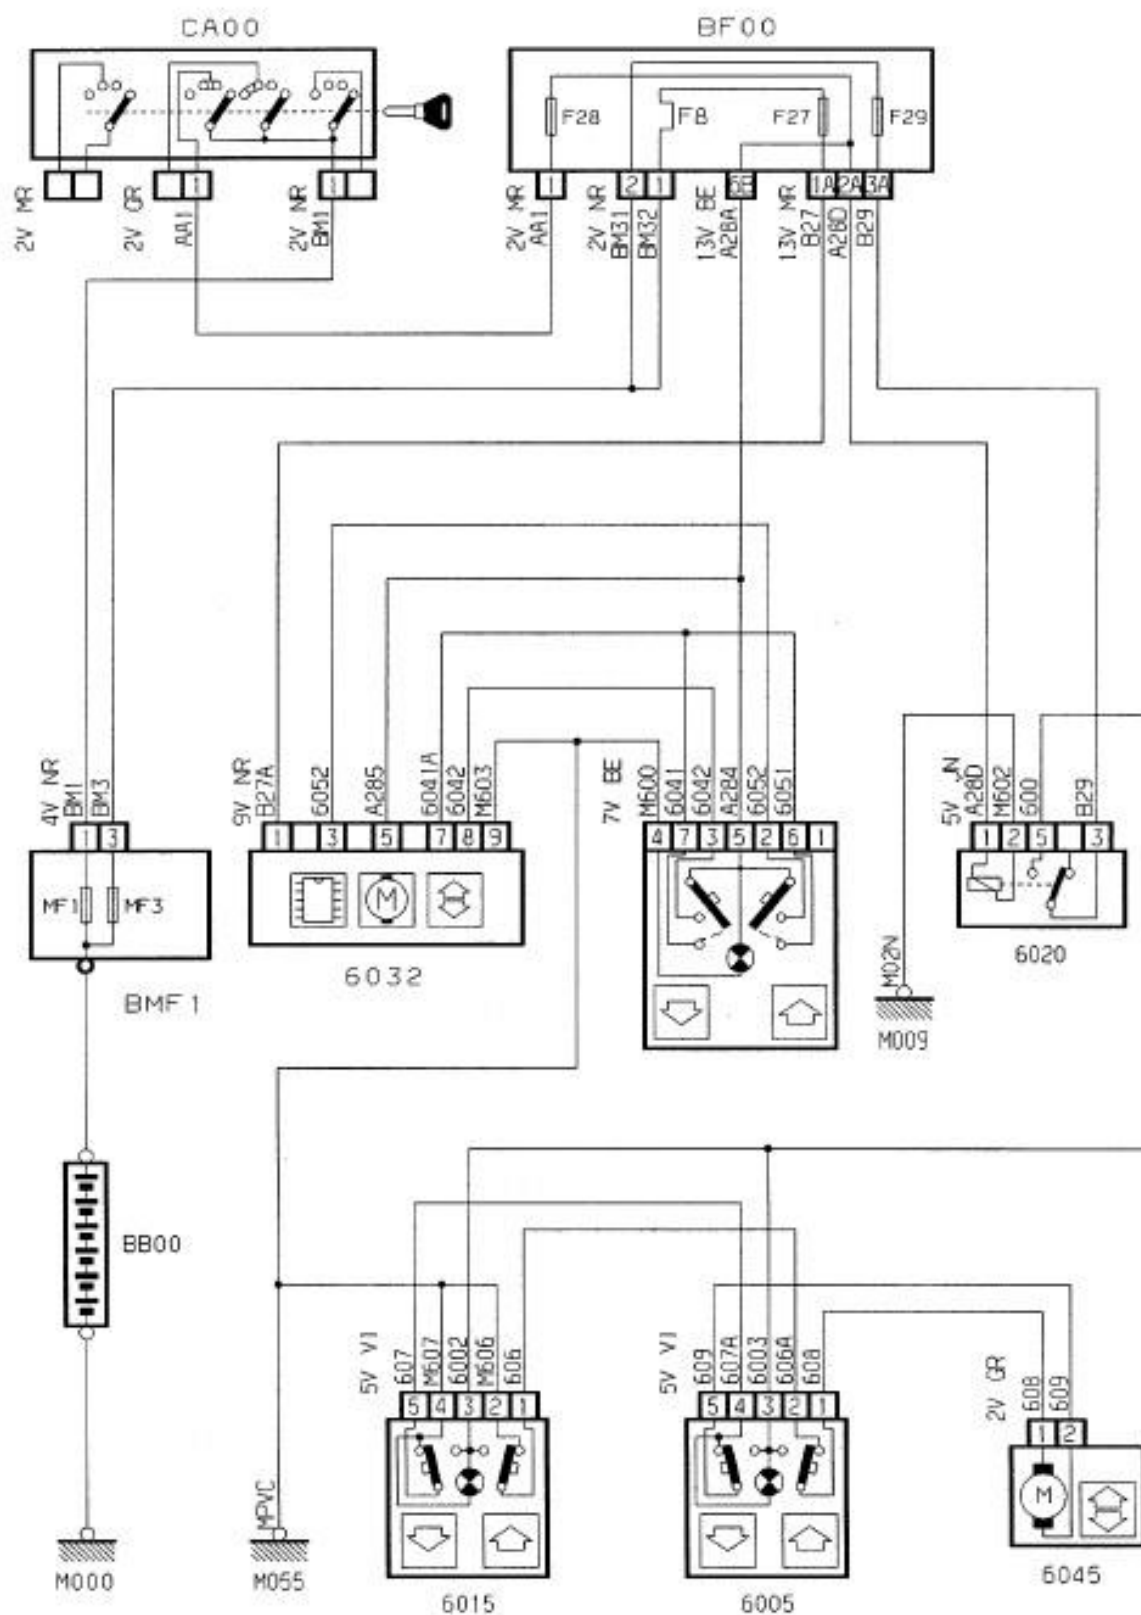 CA00
BF00
F28
F8
F27
F29
1
1
1
2
1
6B
1A
2A
3A
2V MR
2V GR
AA1
2V NR
BM1
2V MR
AA1
2V NR
BM31
BM32
13V BE
A28A
13V MR
B27
A28D
B29
4V NR
BM1
BM3
9V NR
B27A
6052
A285
6041A
6042
M603
7V BE
M600
6041
6042
A284
6052
6051
5V JN
A28D
M602
600
B29
1
3
1
3
5
7
8
9
4
7
3
5
2
6
1
1
2
5
3
MF1
MF3
M
6032
6020
BMF1
M02N
M009
BB00
5V VI
607
M607
6002
M606
606
5V VI
609
607A
6003
606A
608
2V GR
608
609
5
4
3
2
1
5
4
3
2
1
1
2
M
MPVC
M000
M055
6015
6005
6045